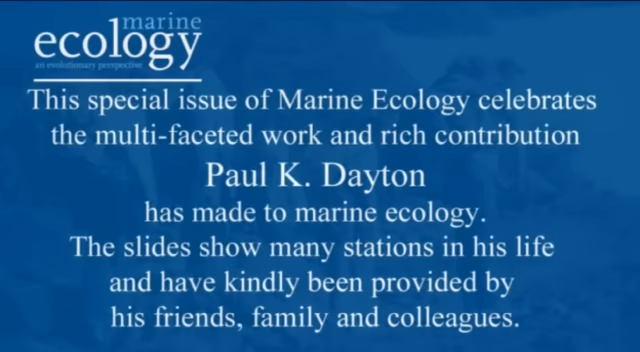 marine
ecology
an evolutionary perspective
This special issue of Marine Ecology celebrates
the multi-faceted work and rich contribution
Paul K. Dayton
has made to marine ecology.
The slides show many stations in his life
and have kindly been provided by
his friends, family and colleagues.